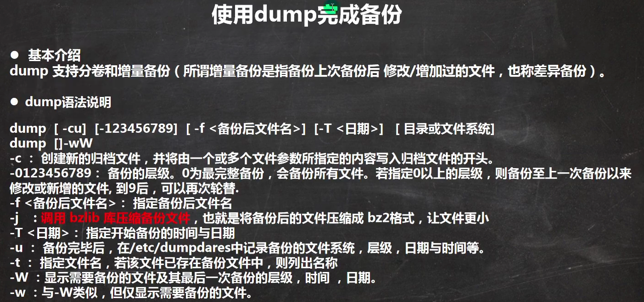 使用dump完成备份
● 基本介绍
dump 支持分卷和增量备份（所谓增量备份是指备份上次备份后 修改/增加过的文件，也称差异备份）。
● dump语法说明
dump [ -cu] [-123456789] [ -f <备份后文件名>] [-T <日期>] [ 目录或文件系统]
dump []-wW
-c ： 创建新的归档文件，并将由一个或多个文件参数所指定的内容写入归档文件的开头。
-0123456789： 备份的层级。0为最完整备份，会备份所有文件。若指定0以上的层级，则备份至上一次备份以来
修改或新增的文件, 到9后，可以再次轮替.
-f <备份后文件名>： 指定备份后文件名
-j ：调用 bzlib 库压缩备份文件，也就是将备份后的文件压缩成 bz2格式，让文件更小
-T <日期>： 指定开始备份的时间与日期
-u ： 备份完毕后，在/etc/dumpdares中记录备份的文件系统，层级，日期与时间等。
-t ： 指定文件名，若该文件已存在备份文件中，则列出名称
-W ：显示需要备份的文件及其最后一次备份的层级，时间 ，日期。
-w ：与-W类似，但仅显示需要备份的文件。